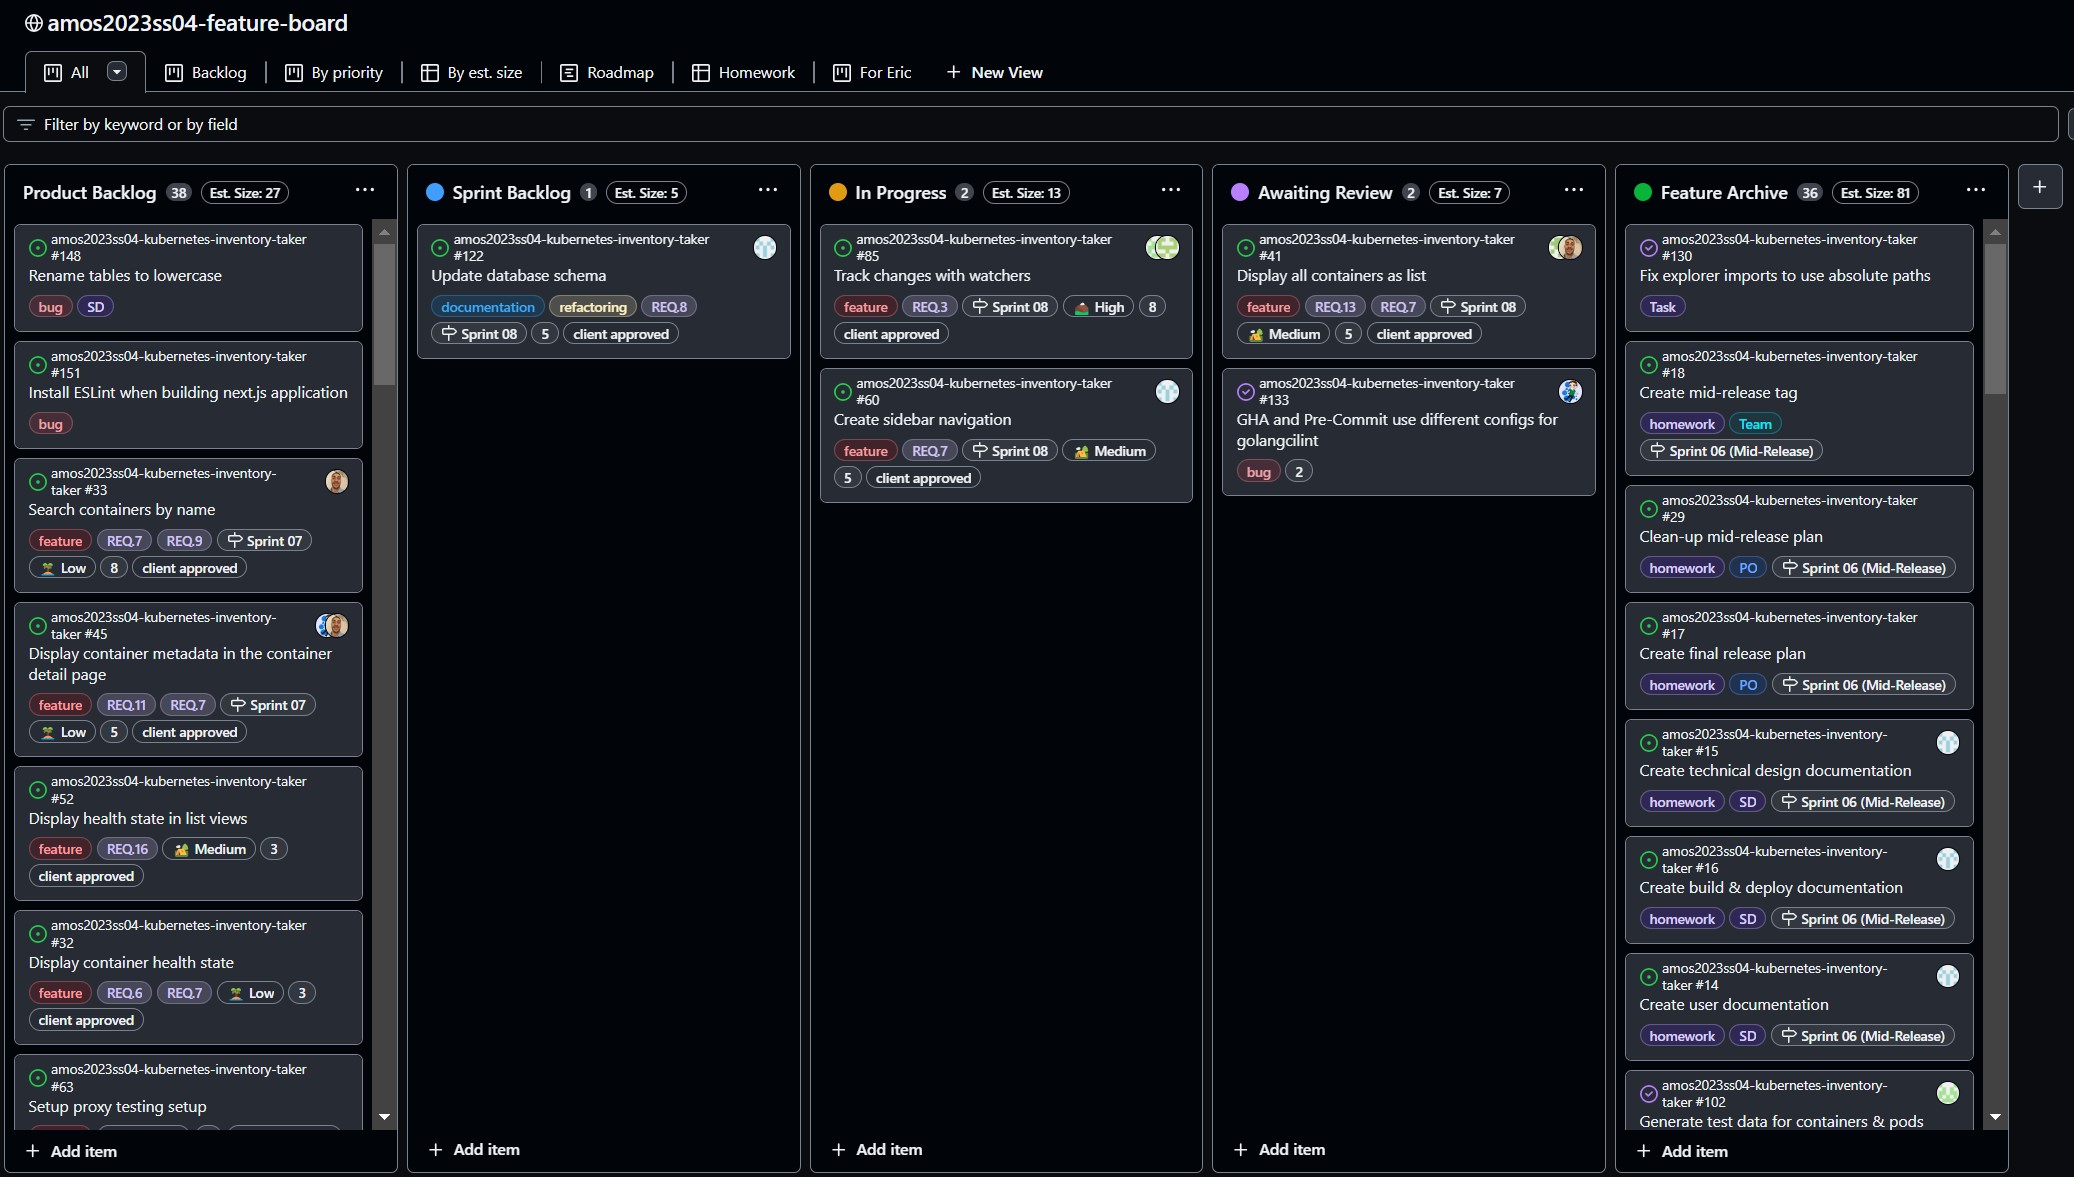 amos2023ss04-feature-board
All
Backlog
By priority
By est. size
Roadmap
Homework
For Eric
New View
Filter by keyword or by field
Product Backlog 38 Est. Size: 27
amos2023ss04-kubernetes-inventory-taker
#148
Rename tables to lowercase
bug SD
amos2023ss04-kubernetes-inventory-taker
#151
Install ESLint when building next.js application
bug
amos2023ss04-kubernetes-inventory-
taker #33
Search containers by name
feature REQ.7 REQ.9 Sprint 07
Low 8 client approved
amos2023ss04-kubernetes-inventory-
taker #45
Display container metadata in the container
detail page
feature REQ.11 REQ.7 Sprint 07
Low 5 client approved
amos2023ss04-kubernetes-inventory-taker
#52
Display health state in list views
feature REQ.16 Medium 3
client approved
amos2023ss04-kubernetes-inventory-taker
#32
Display container health state
feature REQ.6 REQ.7 Low 3
client approved
amos2023ss04-kubernetes-inventory-taker
#63
Setup proxy testing setup
Add item
Sprint Backlog 1 Est. Size: 5
amos2023ss04-kubernetes-inventory-taker
#122
Update database schema
documentation refactoring REQ.8
Sprint 08 5 client approved
Add item
In Progress 2 Est. Size: 13
amos2023ss04-kubernetes-inventory-taker
#85
Track changes with watchers
feature REQ.3 Sprint 08 High 8
client approved
amos2023ss04-kubernetes-inventory-taker
#60
Create sidebar navigation
feature REQ.7 Sprint 08 Medium
5 client approved
Add item
Awaiting Review 2 Est. Size: 7
amos2023ss04-kubernetes-inventory-taker
#41
Display all containers as list
feature REQ.13 REQ.7 Sprint 08
Medium 5 client approved
amos2023ss04-kubernetes-inventory-taker
#133
GHA and Pre-Commit use different configs for
golangcilint
bug 2
Add item
Feature Archive 36 Est. Size: 81
amos2023ss04-kubernetes-inventory-taker
#130
Fix explorer imports to use absolute paths
Task
amos2023ss04-kubernetes-inventory-taker
#18
Create mid-release tag
homework Team
Sprint 06 (Mid-Release)
amos2023ss04-kubernetes-inventory-taker
#29
Clean-up mid-release plan
homework PO Sprint 06 (Mid-Release)
amos2023ss04-kubernetes-inventory-taker
#17
Create final release plan
homework PO Sprint 06 (Mid-Release)
amos2023ss04-kubernetes-inventory-
taker #15
Create technical design documentation
homework SD Sprint 06 (Mid-Release)
amos2023ss04-kubernetes-inventory-
taker #16
Create build & deploy documentation
homework SD Sprint 06 (Mid-Release)
amos2023ss04-kubernetes-inventory-
taker #14
Create user documentation
homework SD Sprint 06 (Mid-Release)
amos2023ss04-kubernetes-inventory-
taker #102
Generate test data for containers & pods
Add item